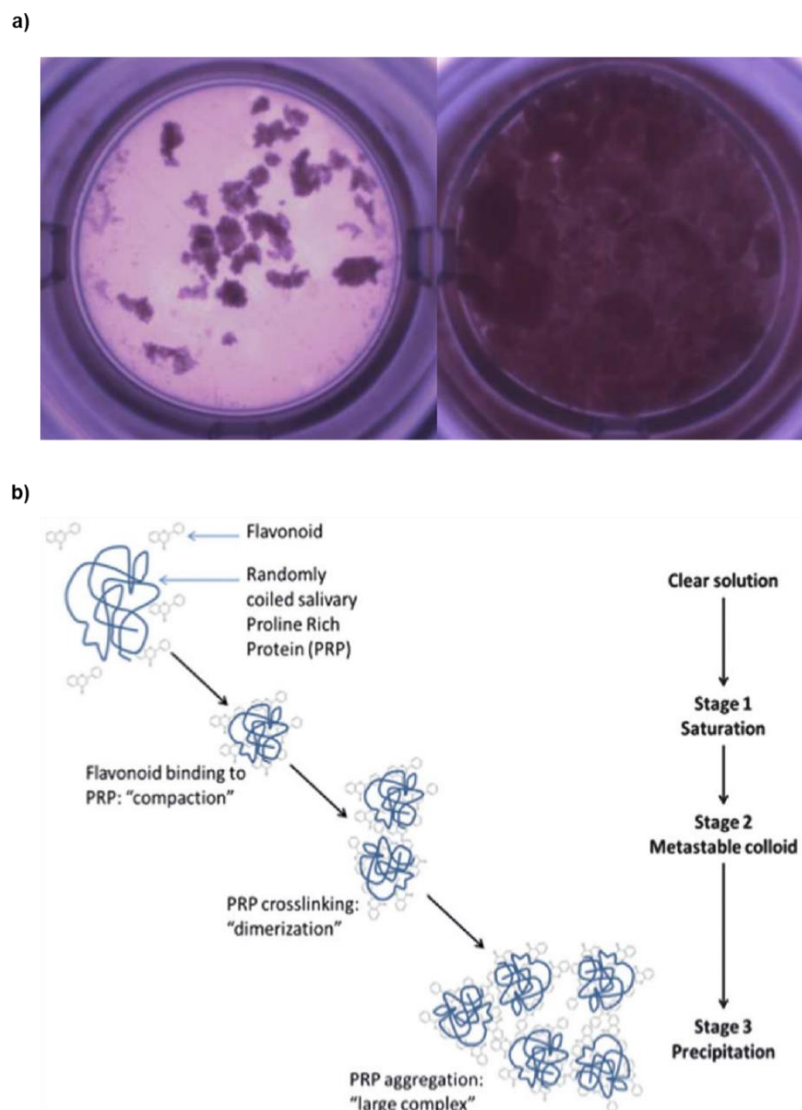 a)
b)
Flavonoid
Randomly
coiled salivary
Proline Rich
Protein (PRP)
Flavonoid binding to
PRP: “compaction”
PRP crosslinking:
“dimerization”
PRP aggregation:
“large complex”
Clear solution
Stage 1
Saturation
Stage 2
Metastable colloid
Stage 3
Precipitation